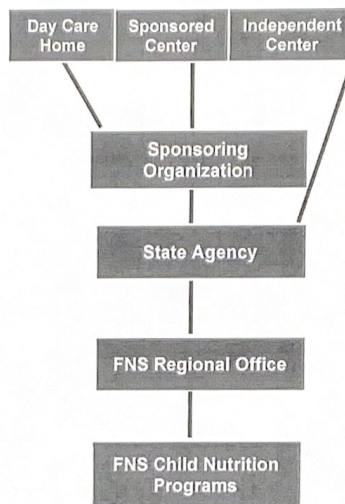 Day Care
Home
Sponsored
Center
Independent
Center
Sponsoring
Organization
State Agency
FNS Regional Office
FNS Child Nutrition
Programs